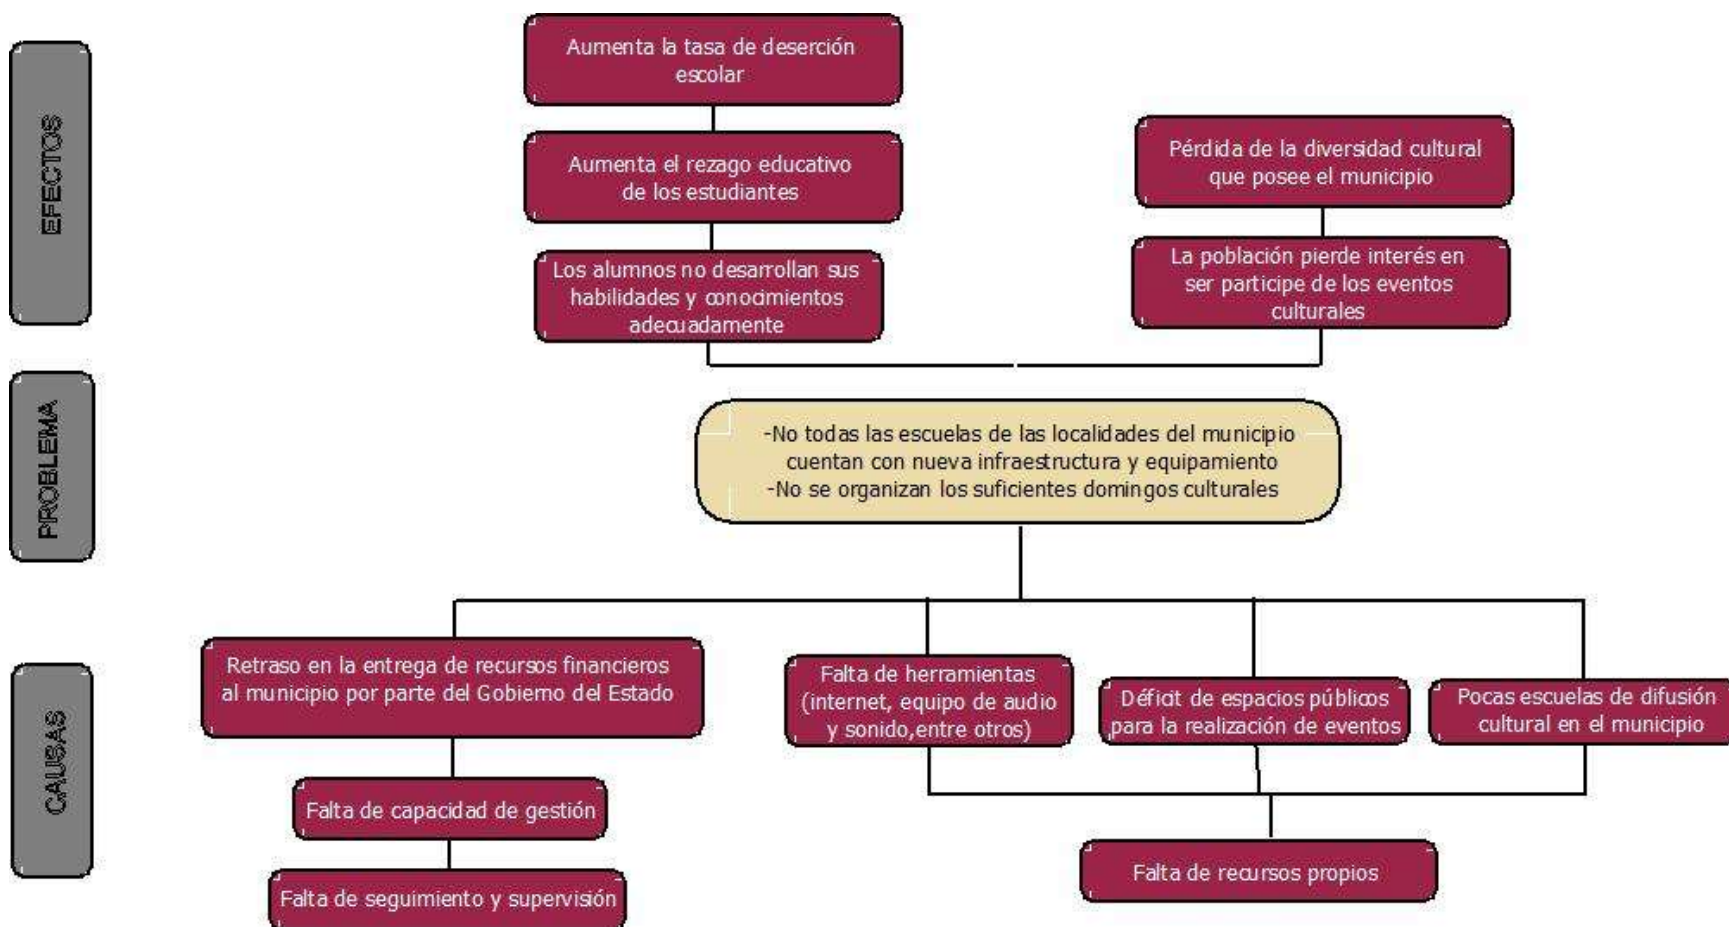 EFECTOS
Aumenta la tasa de deserción
escolar
Aumenta el rezago educativo
de los estudiantes
Los alumnos no desarrollan sus
habilidades y conocimientos
adecuadamente
Pérdida de la diversidad cultural
que posee el municipio
La población pierde interés en
ser participe de los eventos
culturales
PROBLEMA
-No todas las escuelas de las localidades del municipio
cuentan con nueva infraestructura y equipamiento
-No se organizan los suficientes domingos culturales
CAUSAS
Retraso en la entrega de recursos financieros
al municipio por parte del Gobierno del Estado
Falta de capacidad de gestión
Falta de seguimiento y supervisión
Falta de herramientas
(internet, equipo de audio
y sonido,entre otros)
Déficit de espacios públicos
para la realización de eventos
Pocas escuelas de difusión
cultural en el municipio
Falta de recursos propios